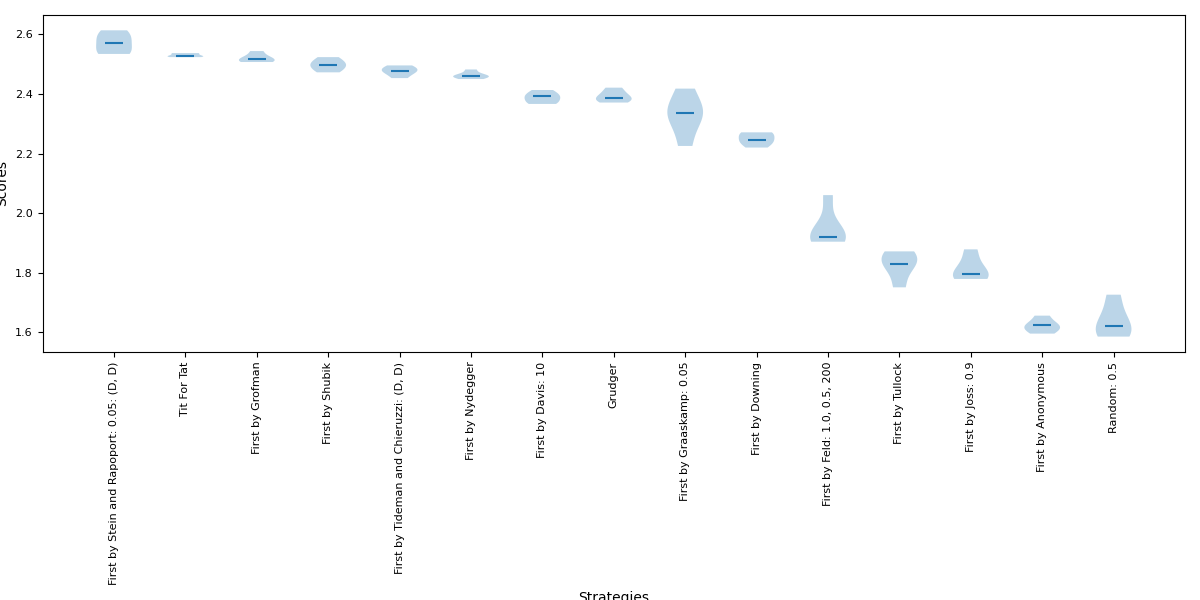 2.6
2.4
2.2
2.0
1.8
1.6
Scores
First by Stein and Rapoport: 0.05: (D, D)
Tit For Tat
First by Grofman
First by Shubik
First by Tideman and Chieruzzi: (D, D)
First by Nydegger
First by Davis: 10
Grudger
First by Graaskamp: 0.05
First by Downing
First by Feld: 1.0, 0.5, 200
First by Tullock
First by Joss: 0.9
First by Anonymous
Random: 0.5
Strategies